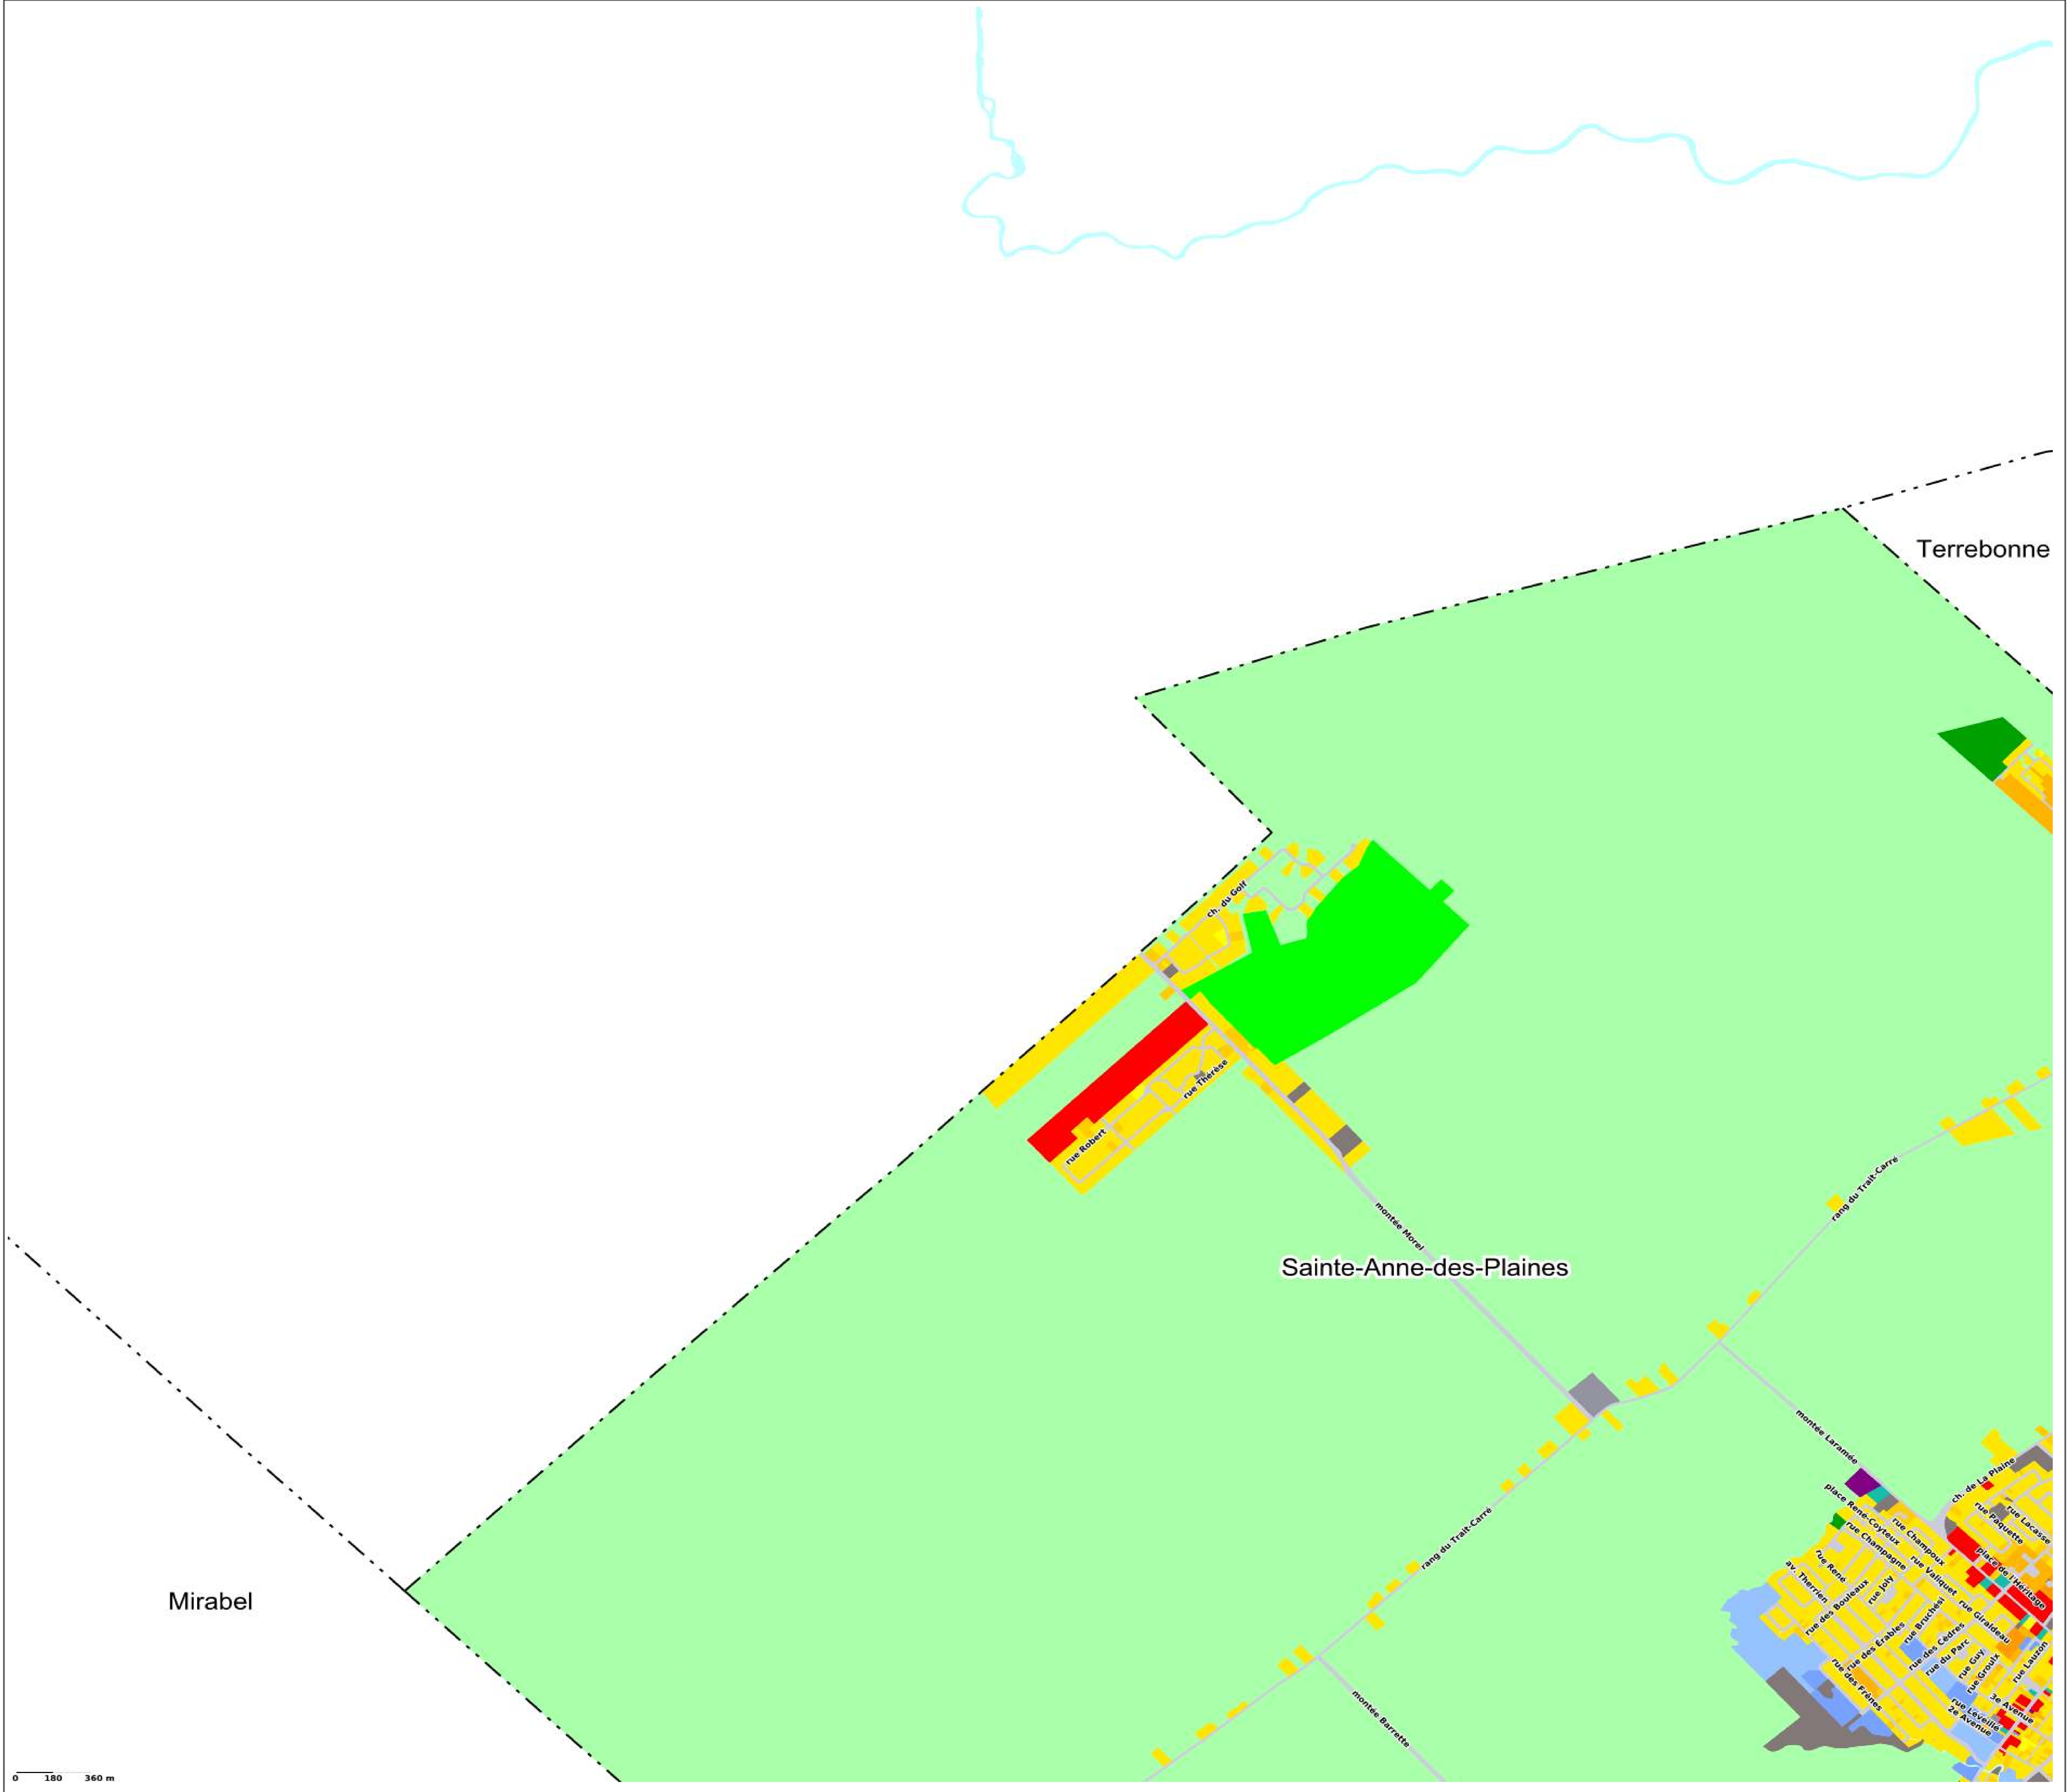 Terrebonne
ch. du Golf
rue Thérèse
rue Robert
rang du Trait-Carré
montée Morel
Sainte-Anne-des-Plaines
montée Laramée
ch. de La Plaine
place René-Coyteux
rue Lacasse
rue Paquette
rue Champoux
rue Champagne
rang du Trait-Carré
place de l'Héritage
rue René
rue Valiquet
av. Therrien
rue Joly
rue des Bouleaux
Mirabel
rue Bruchési
rue Giraldeau
rue des Érables
rue des Cèdres
rue du Parc
rue Guy
rue Lauzon
rue Groulx
rue des Frênes
montée Barrette
3e Avenue
rue Léveillé
2e Avenue
0 180 360 m